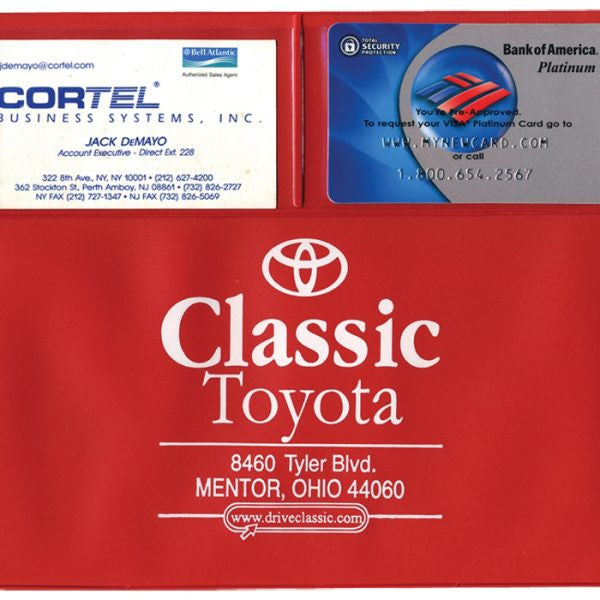 jdemayo@cortel.com
Bell Atlantic
Authorized Sales Agent
CORTEL®
BUSINESS SYSTEMS, INC.
JACK DEMAYO
Account Executive - Direct Ext. 228
322 8th Ave., NY, NY 10001 • (212) 627-4200
362 Stockton St., Perth Amboy, NJ 08861 • (732) 826-2727
NY FAX (212) 727-1347 • NJ FAX (732) 826-5069
TOTAL
SECURITY
PROTECTION
Bank of America.
Platinum
You're Pre-Approved.
To request your VISA® Platinum Card go to
WWW.MYNEWCARD.COM
or call
1.800.654.2567
Classic
Toyota
8460 Tyler Blvd.
MENTOR, OHIO 44060
www.driveclassic.com